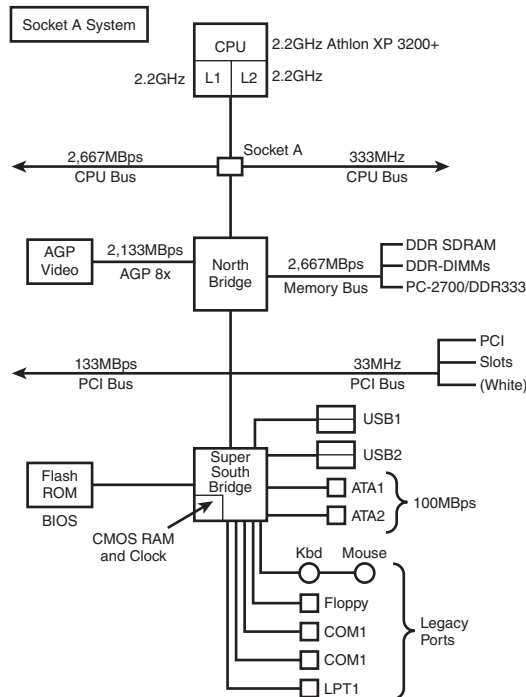 Socket A System
CPU
2.2GHz Athlon XP 3200+
2.2GHz
L1
L2
2.2GHz
Socket A
2,667MBps
CPU Bus
333MHz
CPU Bus
AGP
Video
2,133MBps
AGP 8x
North
Bridge
2,667MBps
Memory Bus
DDR SDRAM
DDR-DIMMs
PC-2700/DDR333
133MBps
PCI Bus
33MHz
PCI Bus
PCI
Slots
(White)
USB1
USB2
Super
South
Bridge
Flash
ROM
BIOS
ATA1
ATA2
100MBps
CMOS RAM
and Clock
Kbd
Mouse
Floppy
COM1
COM1
LPT1
Legacy
Ports